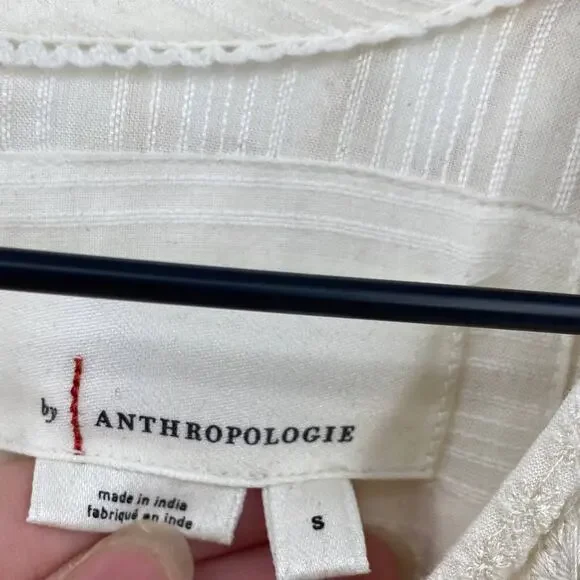 by ANTHROPOLOGIE
made in india
fabriqué en inde
S